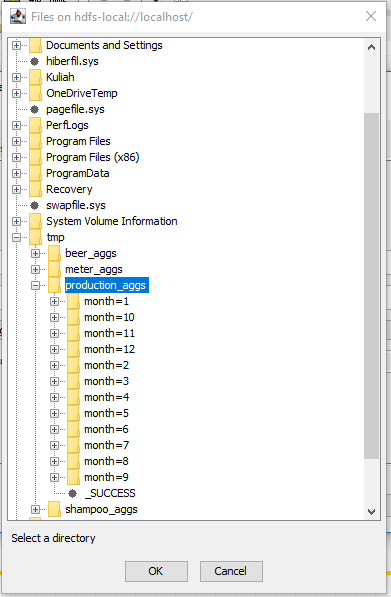 Files on hdfs-local://localhost/
Documents and Settings
hiberfil.sys
Kuliah
OneDriveTemp
pagefile.sys
PerfLogs
Program Files
Program Files (x86)
ProgramData
Recovery
swapfile.sys
System Volume Information
tmp
beer_aggs
meter_aggs
production_aggs
month=1
month=10
month=11
month=12
month=2
month=3
month=4
month=5
month=6
month=7
month=8
month=9
_SUCCESS
shampoo_aggs
Select a directory
OK
Cancel